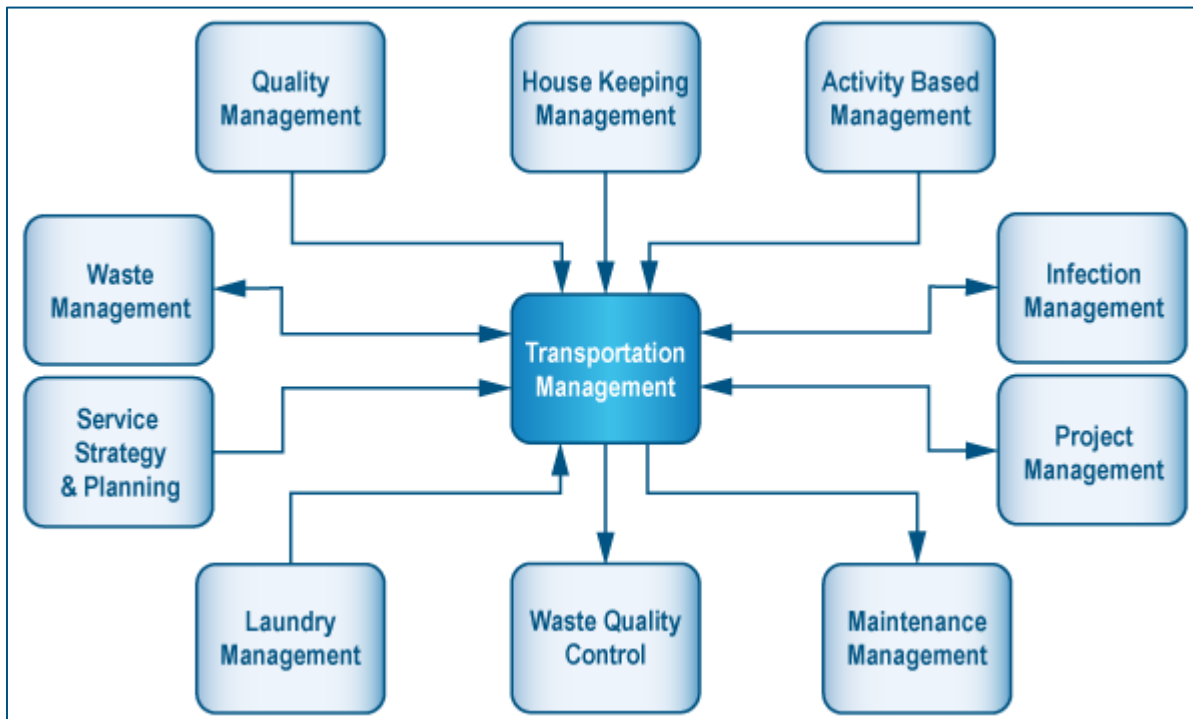 Quality
Management
House Keeping
Management
Activity Based
Management
Waste
Management
Infection
Management
Transportation
Management
Service
Strategy
& Planning
Project
Management
Laundry
Management
Waste Quality
Control
Maintenance
Management